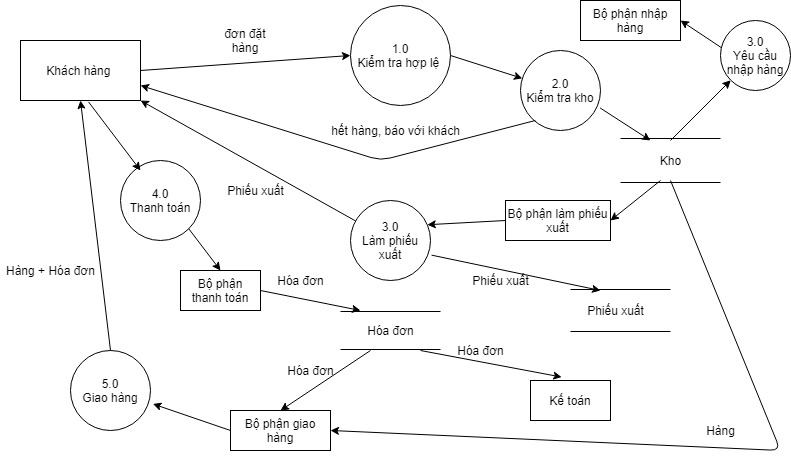 Bộ phận nhập
hàng
3.0
Yêu cầu
nhập hàng
đơn đặt
hàng
1.0
Kiểm tra hợp lệ
Khách hàng
2.0
Kiểm tra kho
hết hàng, báo với khách
Kho
4.0
Thanh toán
Phiếu xuất
3.0
Làm phiếu
xuất
Bộ phận làm phiếu
xuất
Hàng + Hóa đơn
Bộ phận
thanh toán
Hóa đơn
Phiếu xuất
Phiếu xuất
Hóa đơn
Hóa đơn
Hóa đơn
5.0
Giao hàng
Kế toán
Bộ phận giao
hàng
Hàng